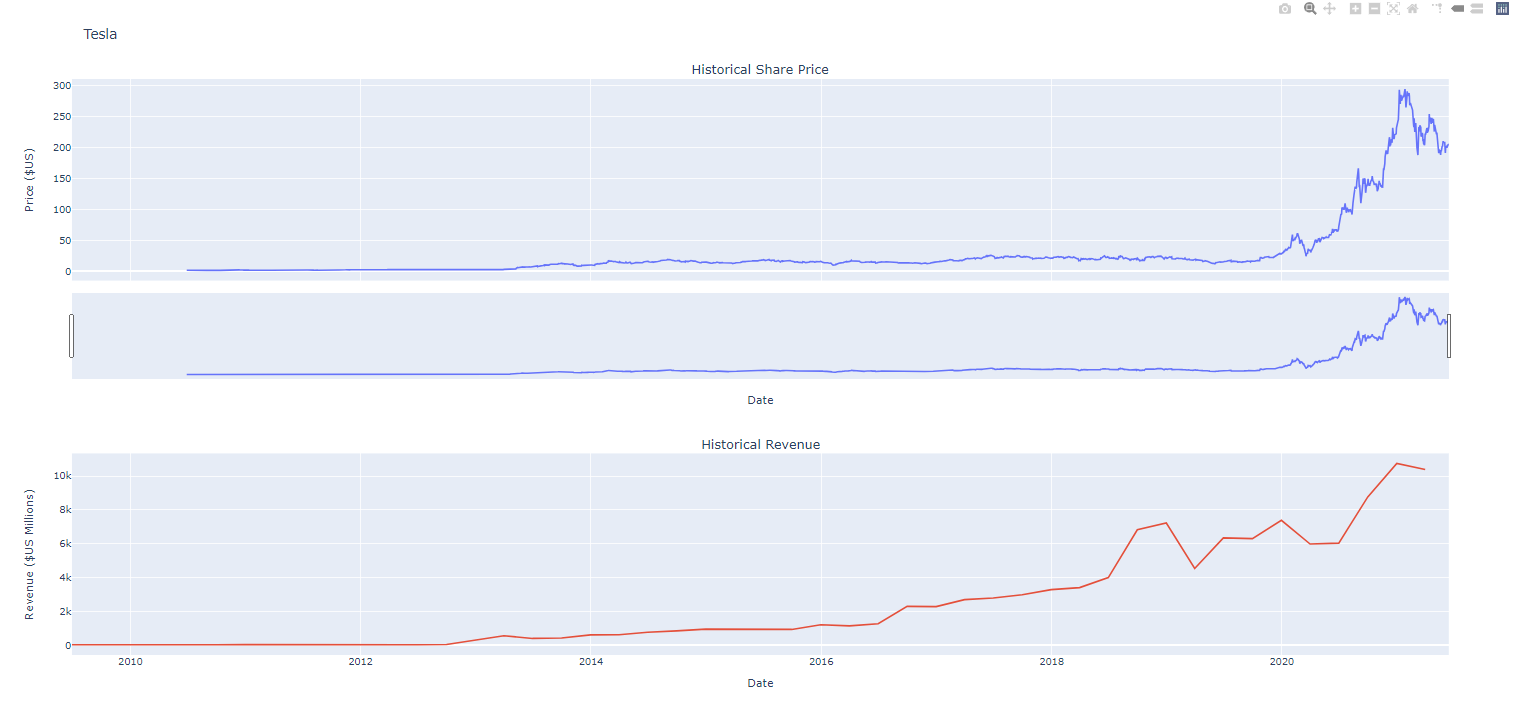 Tesla
Historical Share Price
Price ($US)
300
250
200
150
100
50
0
Date
Historical Revenue
Revenue ($US Millions)
10k
8k
6k
4k
2k
0
2010 2012 2014 2016 2018 2020
Date